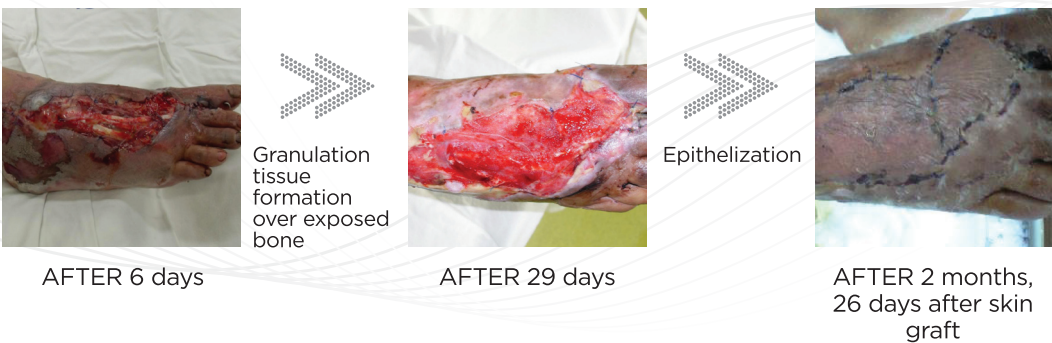 Granulation
tissue
formation
over exposed
bone
Epithelization
AFTER 6 days
AFTER 29 days
AFTER 2 months,
26 days after skin
graft